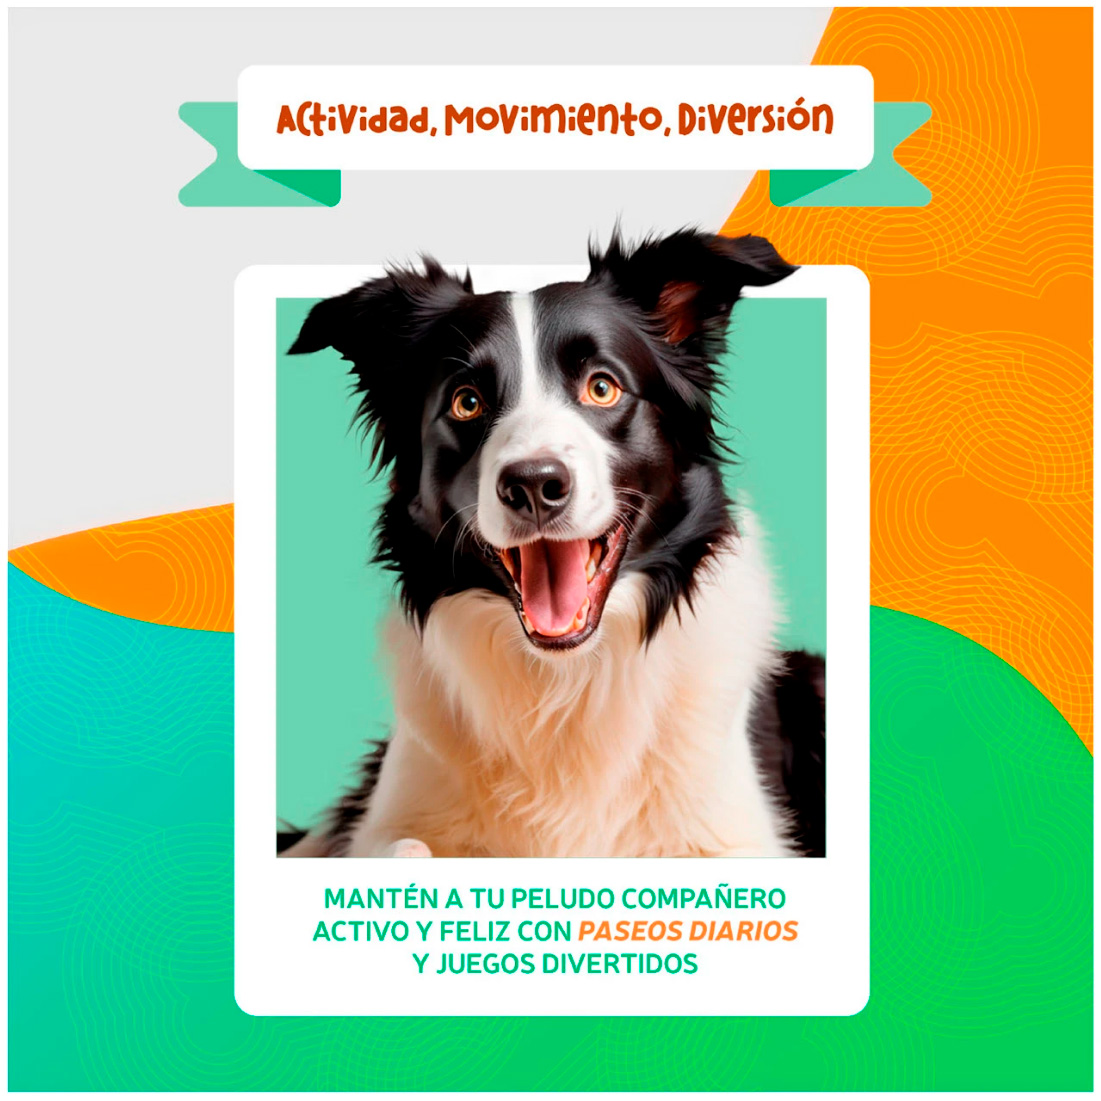 Actividad, Movimiento, Diversión
MANTÉN A TU PELUDO COMPAÑERO
ACTIVO Y FELIZ CON PASEOS DIARIOS
Y JUEGOS DIVERTIDOS